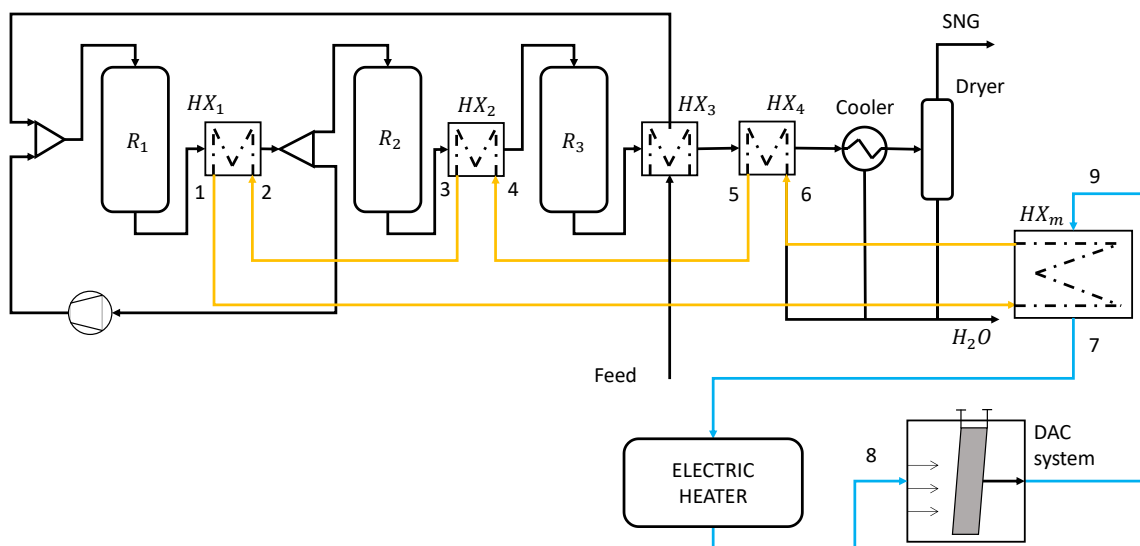 SNG
Dryer
Cooler
HX₁
HX₂
HX₃
HX₄
R₁
R₂
R₃
1
2
3
4
5
6
9
HXₘ
H₂O
7
Feed
ELECTRIC
HEATER
8
DAC
system